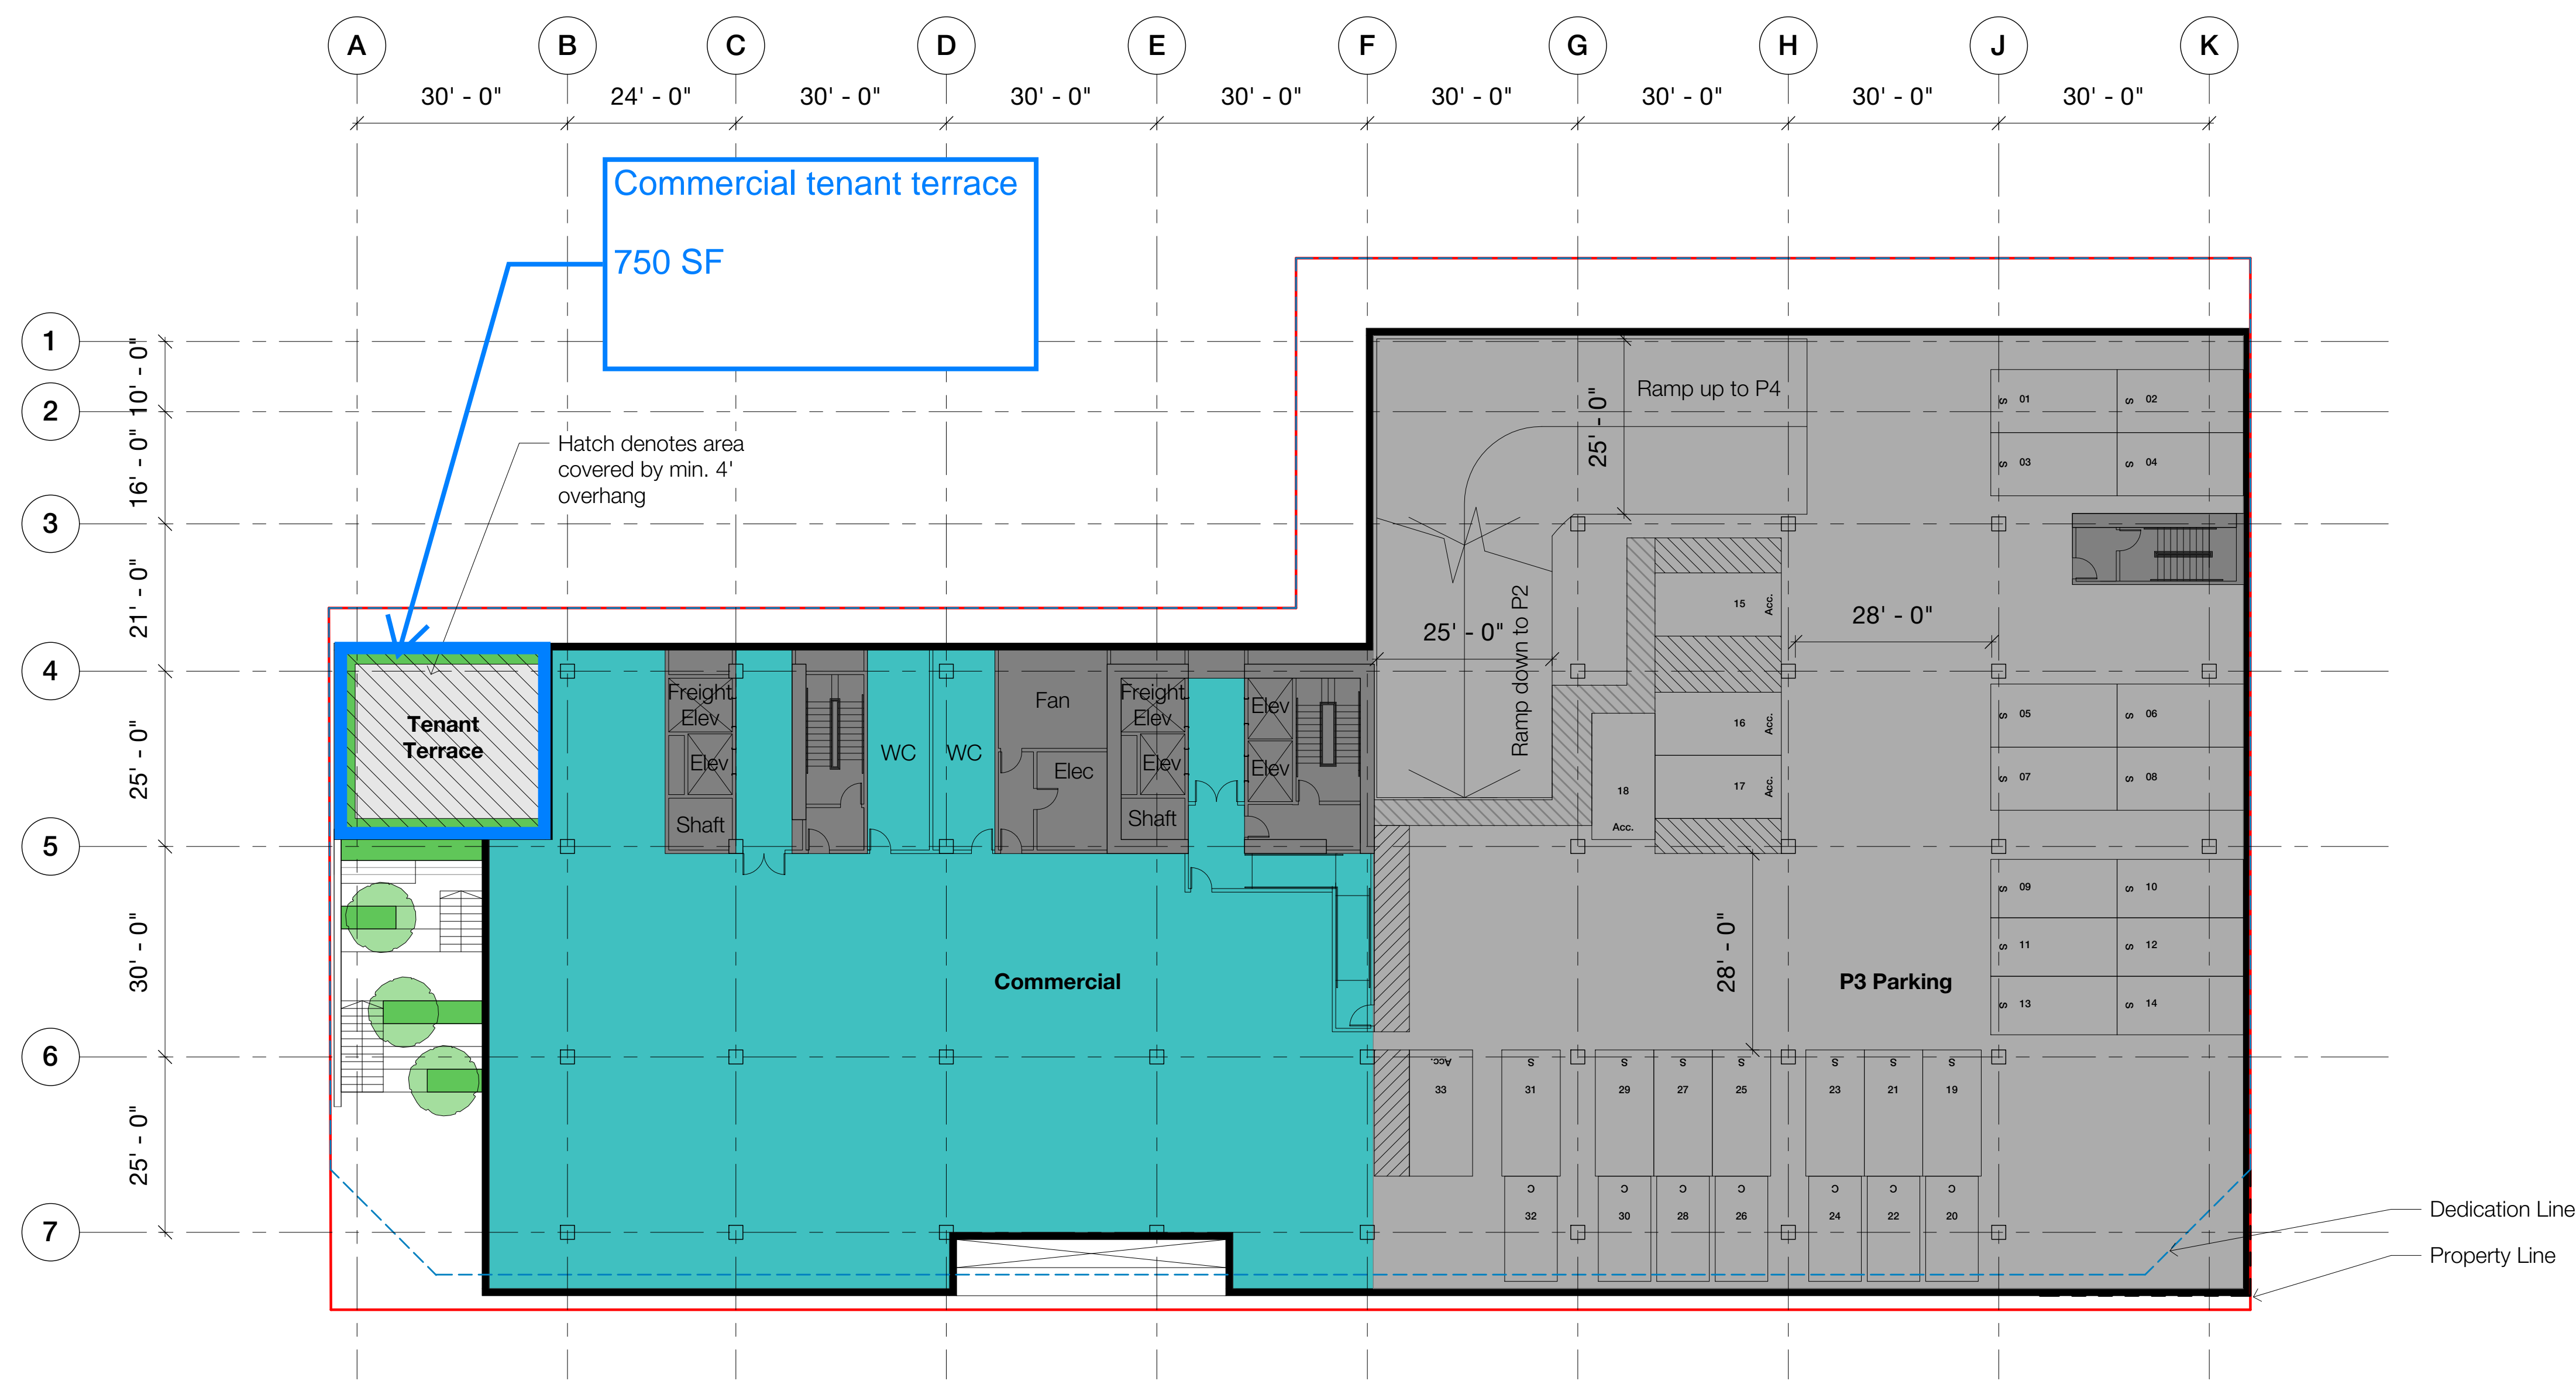 A B C D E F G H J K
30' - 0" 24' - 0" 30' - 0" 30' - 0" 30' - 0" 30' - 0" 30' - 0" 30' - 0" 30' - 0"
Commercial tenant terrace
750 SF
1
10' - 0"
2
16' - 0"
3
21' - 0"
4
25' - 0"
5
30' - 0"
6
25' - 0"
7
Hatch denotes area
covered by min. 4'
overhang
Tenant
Terrace
Freight
Elev
Elev
Shaft
WC
WC
Fan
Elec
Freight
Elev
Elev
Shaft
Elev
Elev
Commercial
Ramp up to P4
25' - 0"
25' - 0"
Ramp down to P2
28' - 0"
28' - 0"
P3 Parking
S 01
S 02
S 03
S 04
15 Acc.
16 Acc.
17 Acc.
18
Acc.
S 05
S 06
S 07
S 08
S 09
S 10
S 11
S 12
S 13
S 14
Acc.
33
S
31
S
29
S
27
S
25
S
23
S
21
S
19
C
32
C
30
C
28
C
26
C
24
C
22
C
20
Dedication Line
Property Line